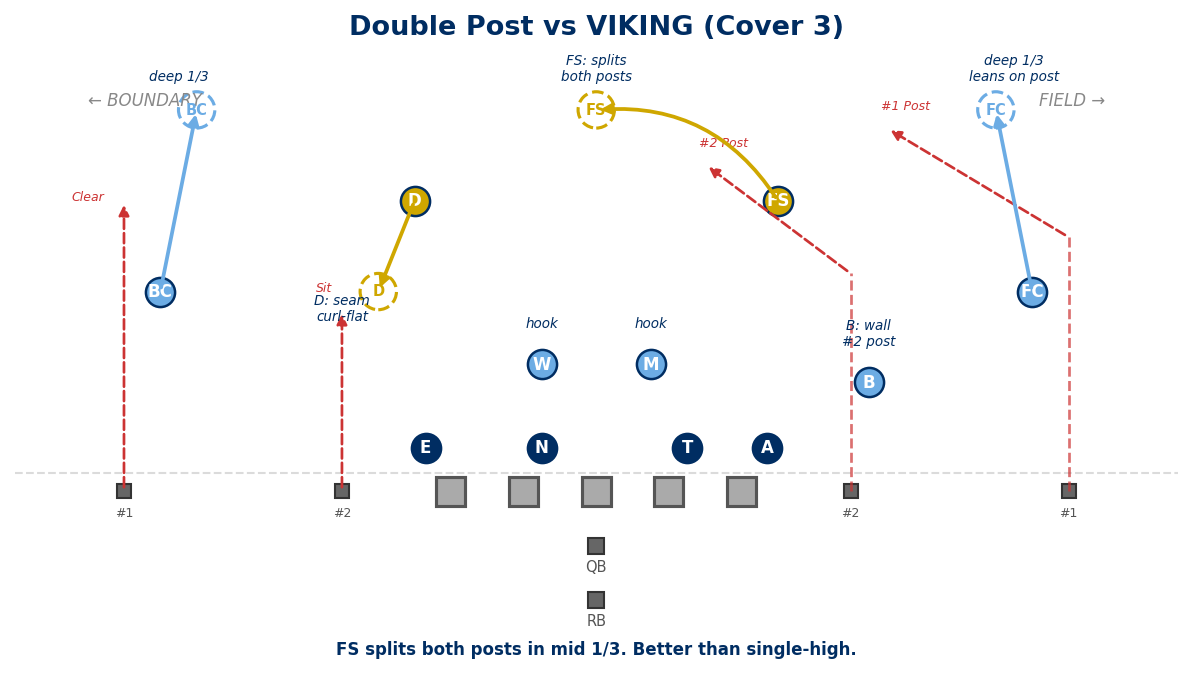 Double Post vs VIKING (Cover 3)
deep 1/3
FS: splits
both posts
deep 1/3
leans on post
← BOUNDARY
FIELD →
BC
FS
FC
#1 Post
#2 Post
Clear
D
FS
BC
Sit
D
FC
D: seam
curl-flat
hook
hook
B: wall
#2 post
W
M
B
E
N
T
A
#1
#2
#2
#1
QB
RB
FS splits both posts in mid 1/3. Better than single-high.